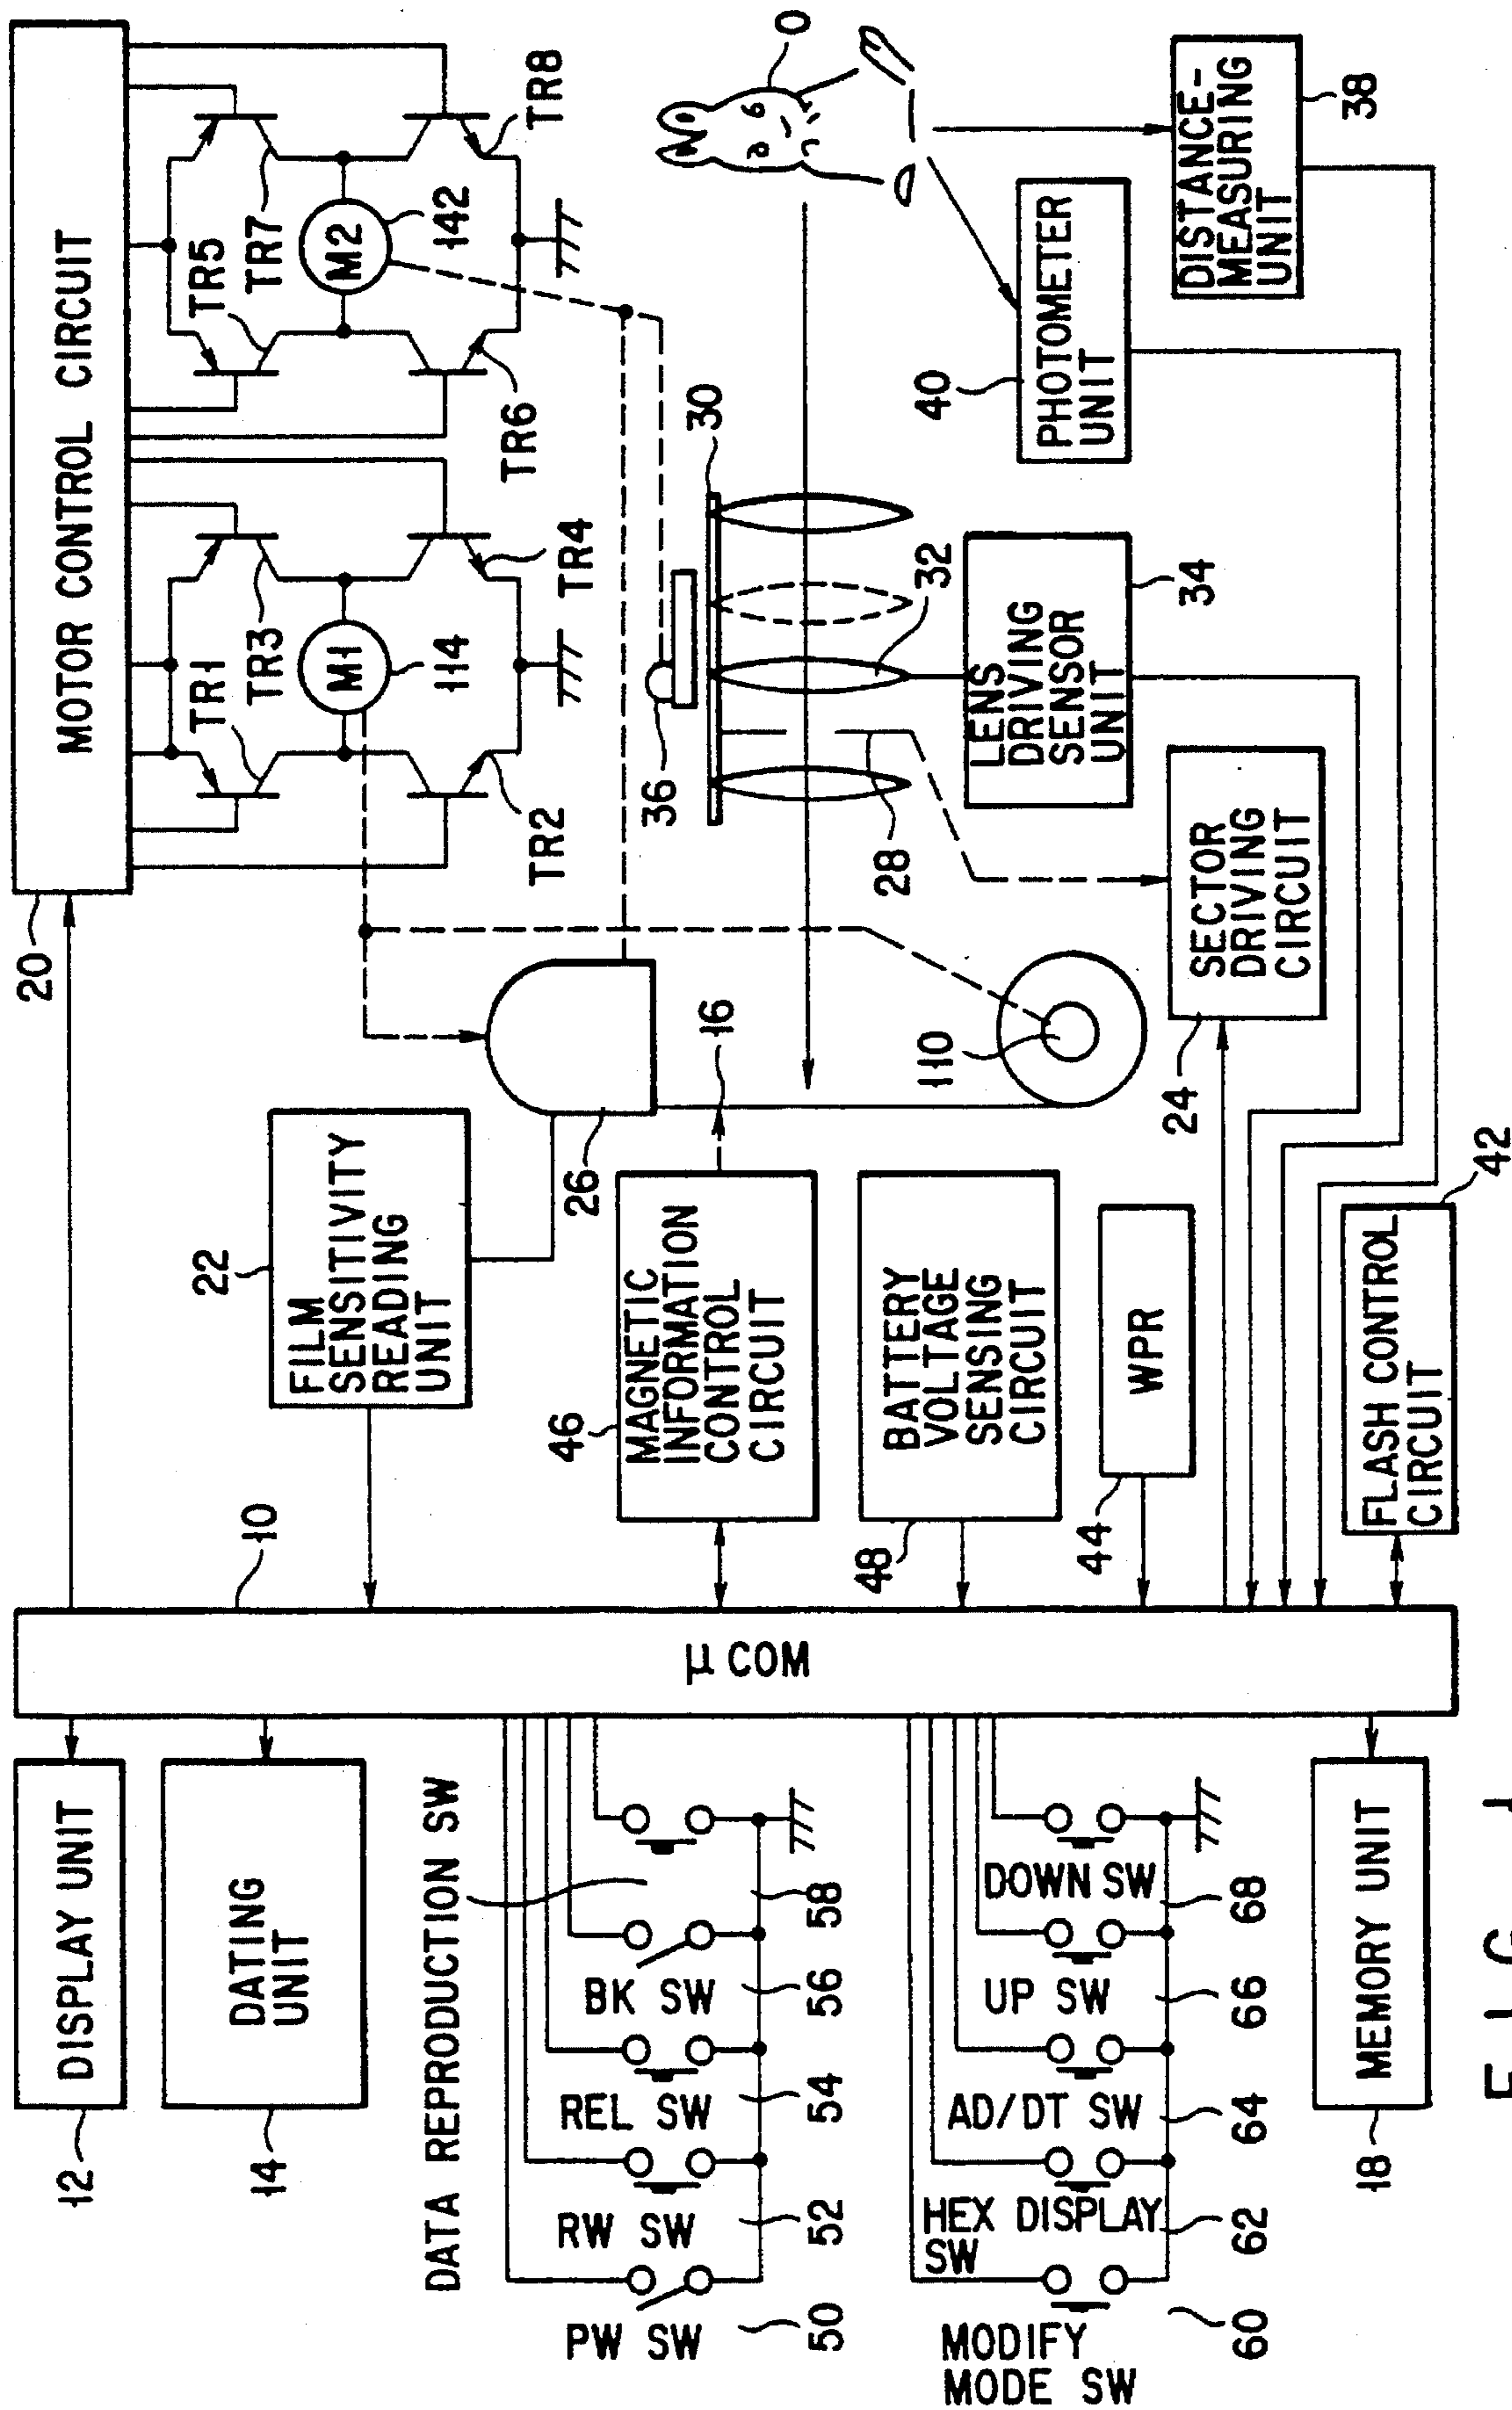 MOTOR CONTROL CIRCUIT
20
TR1
TR3
M1
114
TR2
TR4
TR5
TR7
M2
142
TR6
TR8
O
10
22
FILM
SENSITIVITY
READING
UNIT
26
16
36
30
32
28
110
40
PHOTOMETER
UNIT
DISTANCE-
MEASURING
UNIT
38
LENS
DRIVING
SENSOR
UNIT
34
SECTOR
DRIVING
CIRCUIT
24
46
MAGNETIC
INFORMATION
CONTROL
CIRCUIT
48
BATTERY
VOLTAGE
SENSING
CIRCUIT
44
WPR
42
FLASH CONTROL
CIRCUIT
μ COM
DISPLAY UNIT
12
DATING
UNIT
14
DATA REPRODUCTION SW
58
BK SW
56
REL SW
54
RW SW
52
PW SW
50
DOWN SW
68
UP SW
66
AD/DT SW
64
HEX DISPLAY
SW
62
MODIFY
MODE SW
60
MEMORY UNIT
18